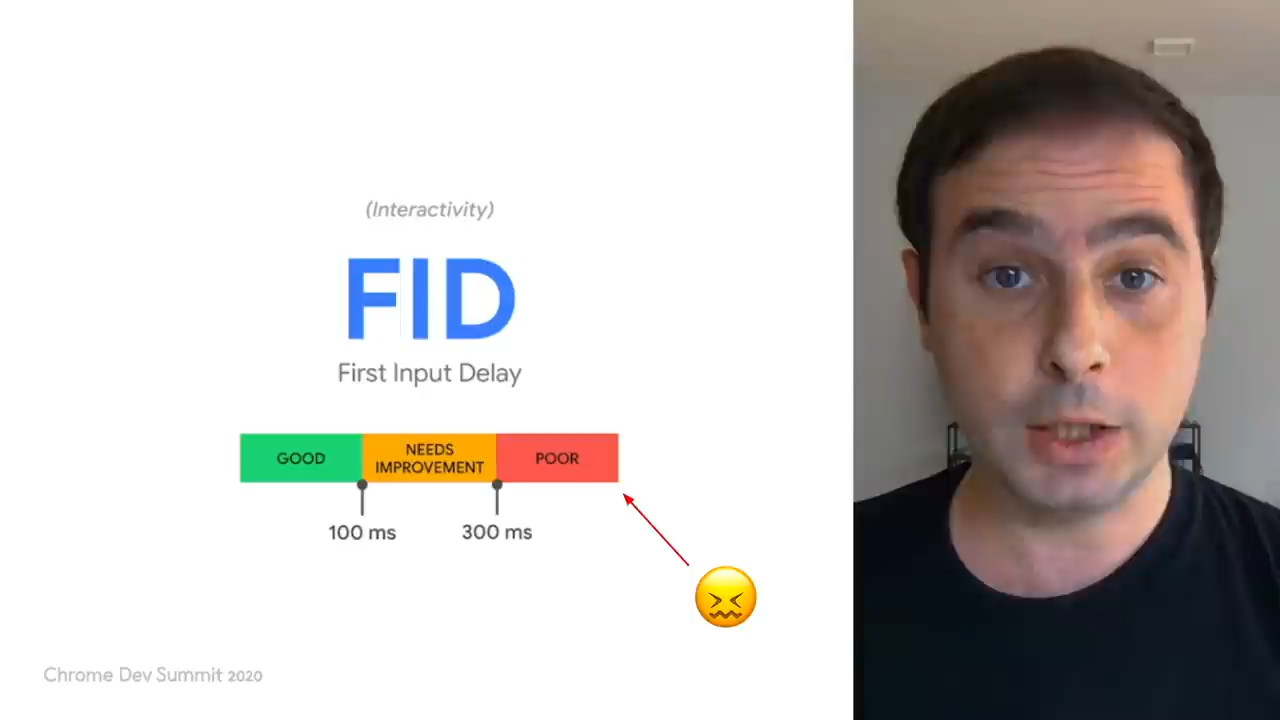 (Interactivity)
FID
First Input Delay
GOOD
NEEDS
IMPROVEMENT
POOR
100 ms
300 ms
Chrome Dev Summit 2020